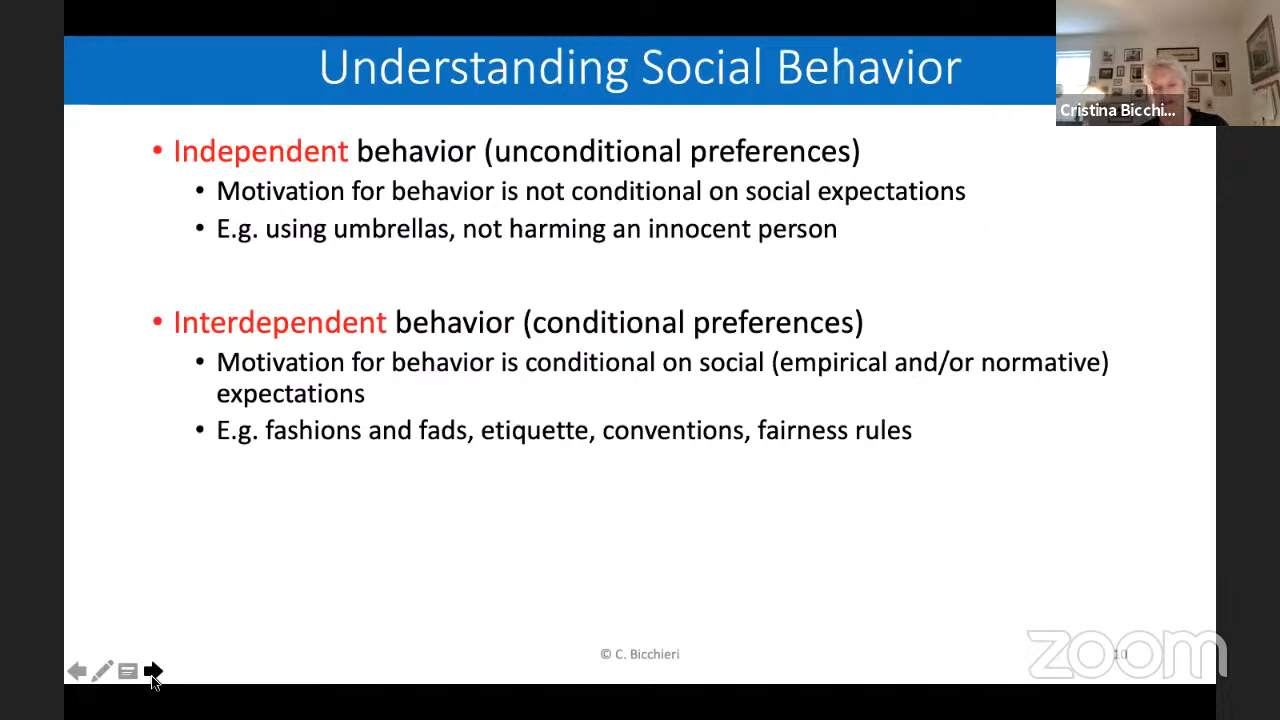 Understanding Social Behavior
Cristina Bicchi...
• Independent behavior (unconditional preferences)
• Motivation for behavior is not conditional on social expectations
• E.g. using umbrellas, not harming an innocent person
• Interdependent behavior (conditional preferences)
• Motivation for behavior is conditional on social (empirical and/or normative)
expectations
• E.g. fashions and fads, etiquette, conventions, fairness rules
© C. Bicchieri
10
zoom